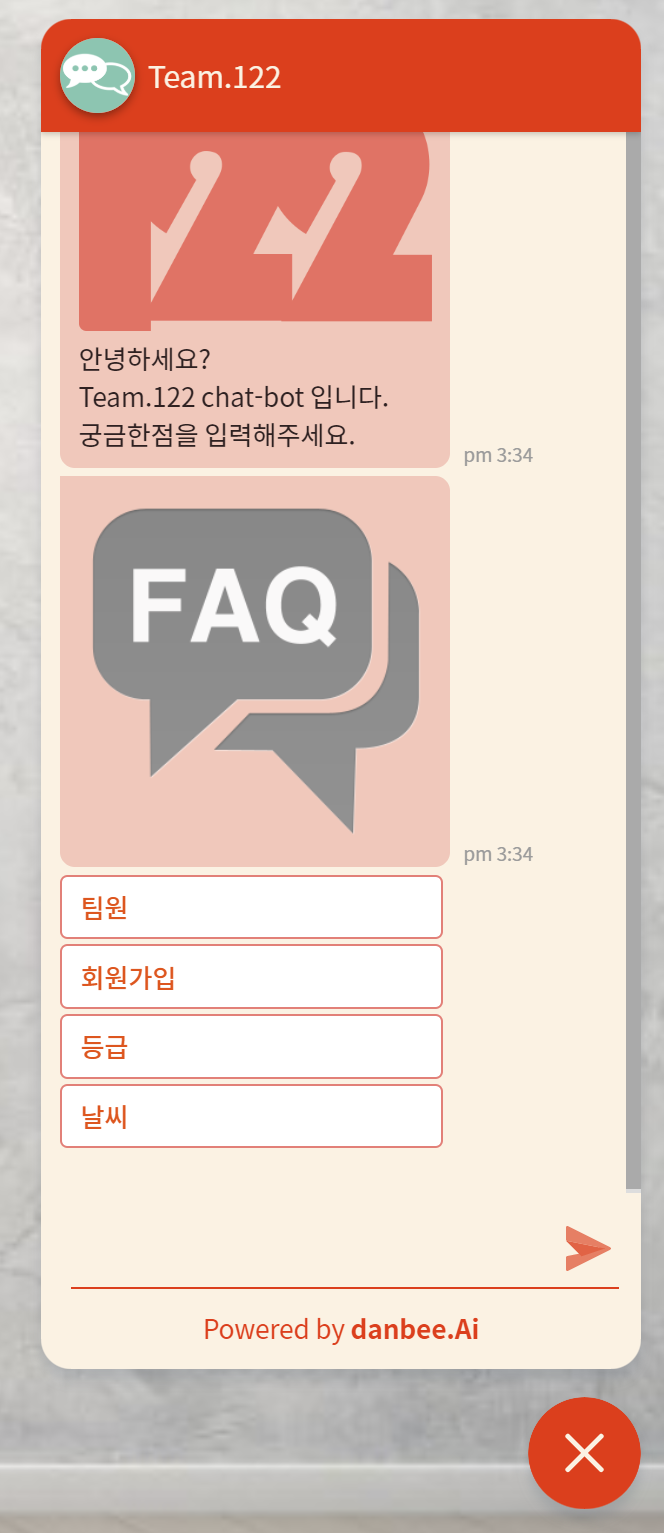 Team.122
122
안녕하세요?
Team.122 chat-bot 입니다.
궁금한점을 입력해주세요.
pm 3:34
FAQ
pm 3:34
팀원
회원가입
등급
날씨
Powered by danbee.Ai